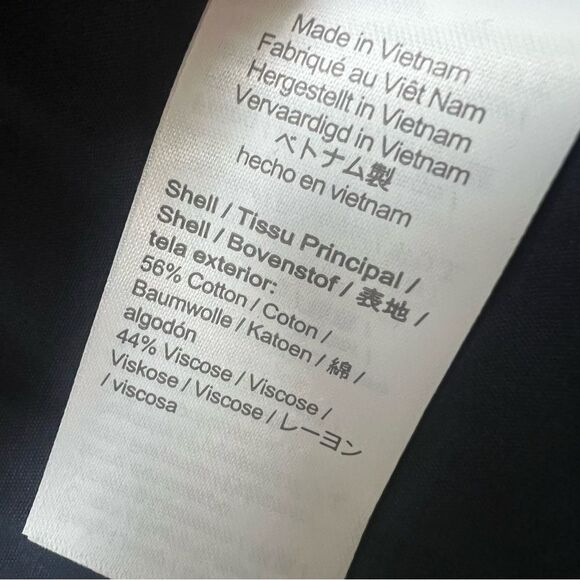 Made in Vietnam
Fabriqué au Viêt Nam
Hergestellt in Vietnam
Vervaardigd in Vietnam
ベトナム製
hecho en vietnam
Shell / Tissu Principal /
Shell / Bovenstof / 表地 /
tela exterior:
56% Cotton / Coton /
Baumwolle / Katoen / 綿 /
algodón
44% Viscose / Viscose /
Viskose / Viscose / レーヨン
/ viscosa